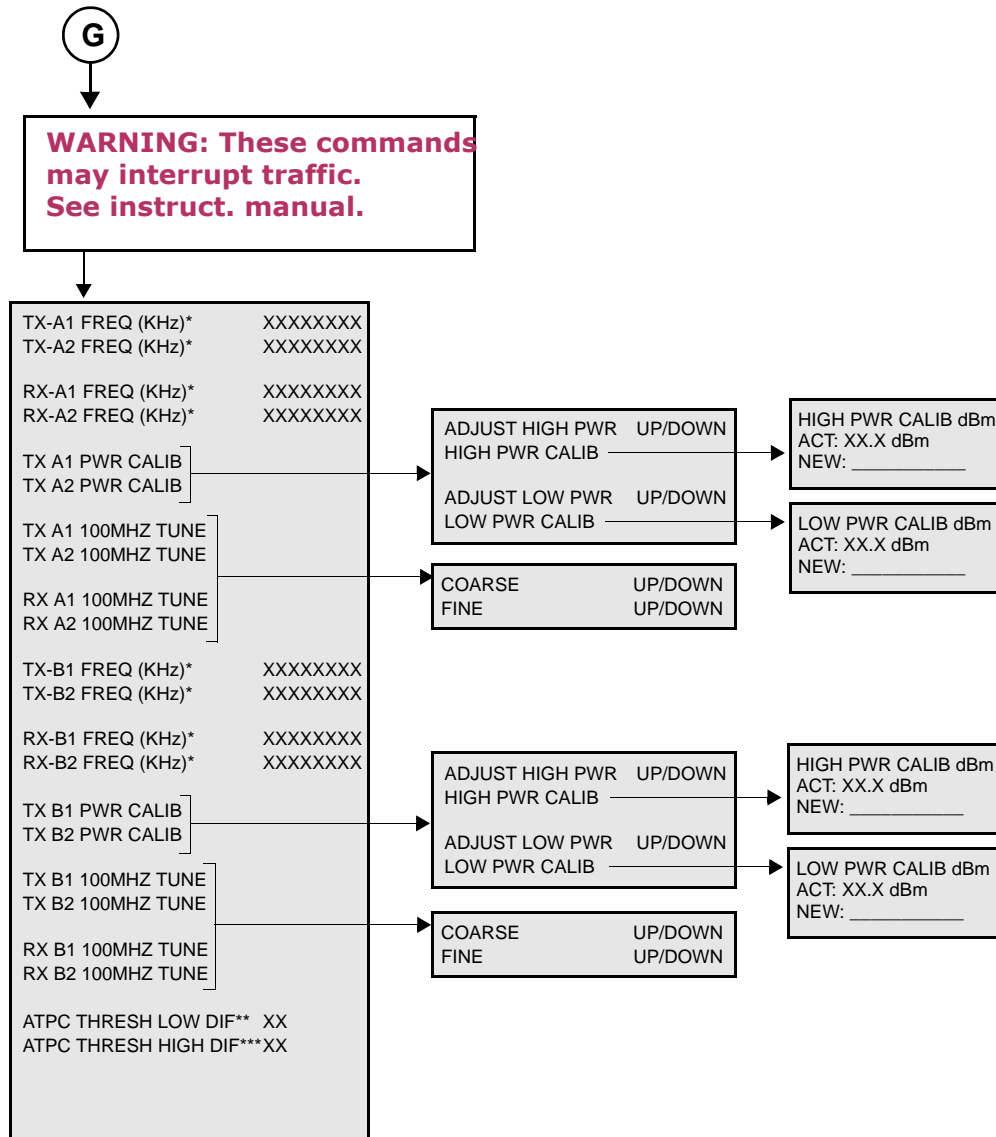 G
WARNING: These commands
may interrupt traffic.
See instruct. manual.
TX-A1 FREQ (KHz)* XXXXXXXX
TX-A2 FREQ (KHz)* XXXXXXXX
RX-A1 FREQ (KHz)* XXXXXXXX
RX-A2 FREQ (KHz)* XXXXXXXX
TX A1 PWR CALIB
TX A2 PWR CALIB
TX A1 100MHZ TUNE
TX A2 100MHZ TUNE
RX A1 100MHZ TUNE
RX A2 100MHZ TUNE
TX-B1 FREQ (KHz)* XXXXXXXX
TX-B2 FREQ (KHz)* XXXXXXXX
RX-B1 FREQ (KHz)* XXXXXXXX
RX-B2 FREQ (KHz)* XXXXXXXX
TX B1 PWR CALIB
TX B2 PWR CALIB
TX B1 100MHZ TUNE
TX B2 100MHZ TUNE
RX B1 100MHZ TUNE
RX B2 100MHZ TUNE
ATPC THRESH LOW DIF** XX
ATPC THRESH HIGH DIF***XX
ADJUST HIGH PWR UP/DOWN
HIGH PWR CALIB
ADJUST LOW PWR UP/DOWN
LOW PWR CALIB
HIGH PWR CALIB dBm
ACT: XX.X dBm
NEW: ___________
LOW PWR CALIB dBm
ACT: XX.X dBm
NEW: ___________
COARSE UP/DOWN
FINE UP/DOWN
ADJUST HIGH PWR UP/DOWN
HIGH PWR CALIB
ADJUST LOW PWR UP/DOWN
LOW PWR CALIB
HIGH PWR CALIB dBm
ACT: XX.X dBm
NEW: ___________
LOW PWR CALIB dBm
ACT: XX.X dBm
NEW: ___________
COARSE UP/DOWN
FINE UP/DOWN